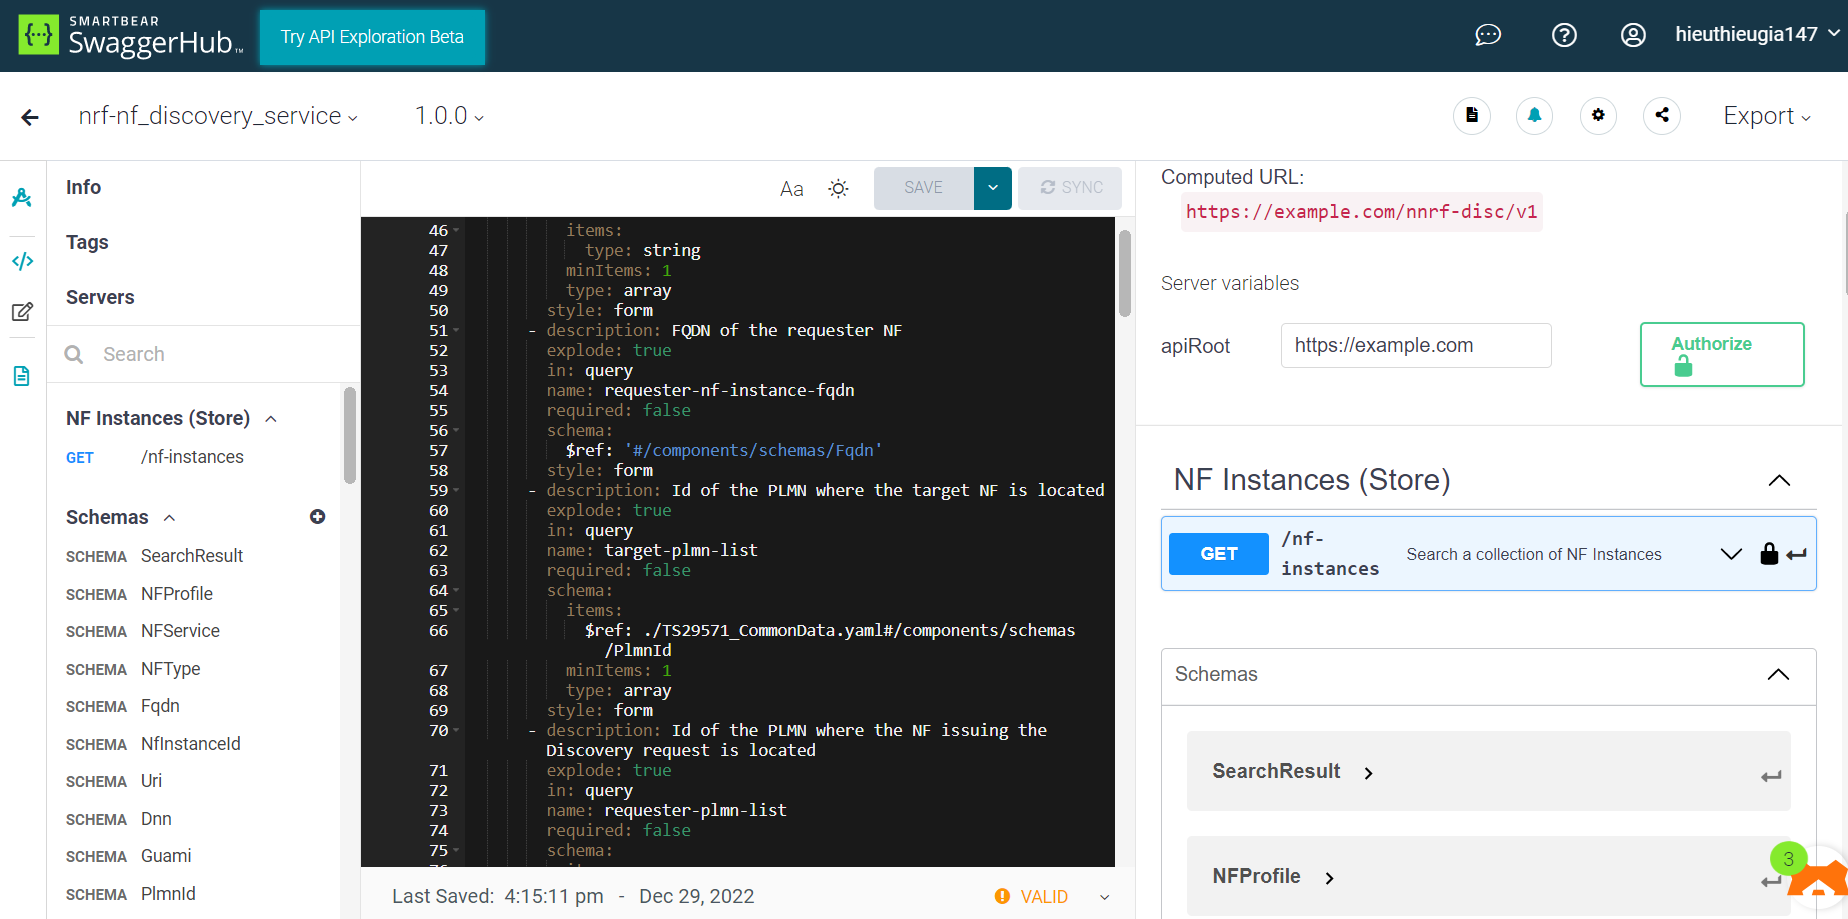 SMARTBEAR
SwaggerHub™
Try API Exploration Beta
hieuthieugia147
nrf-nf_discovery_service
1.0.0
Export
Info
Tags
Servers
Search
NF Instances (Store)
GET /nf-instances
Schemas
SCHEMA SearchResult
SCHEMA NFProfile
SCHEMA NFService
SCHEMA NFType
SCHEMA Fqdn
SCHEMA NfInstanceId
SCHEMA Uri
SCHEMA Dnn
SCHEMA Guami
SCHEMA PlmnId
Aa
SAVE
SYNC
46 items:
47 type: string
48 minItems: 1
49 type: array
50 style: form
51 - description: FQDN of the requester NF
52 explode: true
53 in: query
54 name: requester-nf-instance-fqdn
55 required: false
56 schema:
57 $ref: '#/components/schemas/Fqdn'
58 style: form
59 - description: Id of the PLMN where the target NF is located
60 explode: true
61 in: query
62 name: target-plmn-list
63 required: false
64 schema:
65 items:
66 $ref: ./TS29571_CommonData.yaml#/components/schemas
/PlmnId
67 minItems: 1
68 type: array
69 style: form
70 - description: Id of the PLMN where the NF issuing the
Discovery request is located
71 explode: true
72 in: query
73 name: requester-plmn-list
74 required: false
75 schema:
Last Saved: 4:15:11 pm - Dec 29, 2022
VALID
Computed URL:
https://example.com/nnrf-disc/v1
Server variables
apiRoot
https://example.com
Authorize
NF Instances (Store)
GET
/nf-
instances
Search a collection of NF Instances
Schemas
SearchResult
NFProfile
3